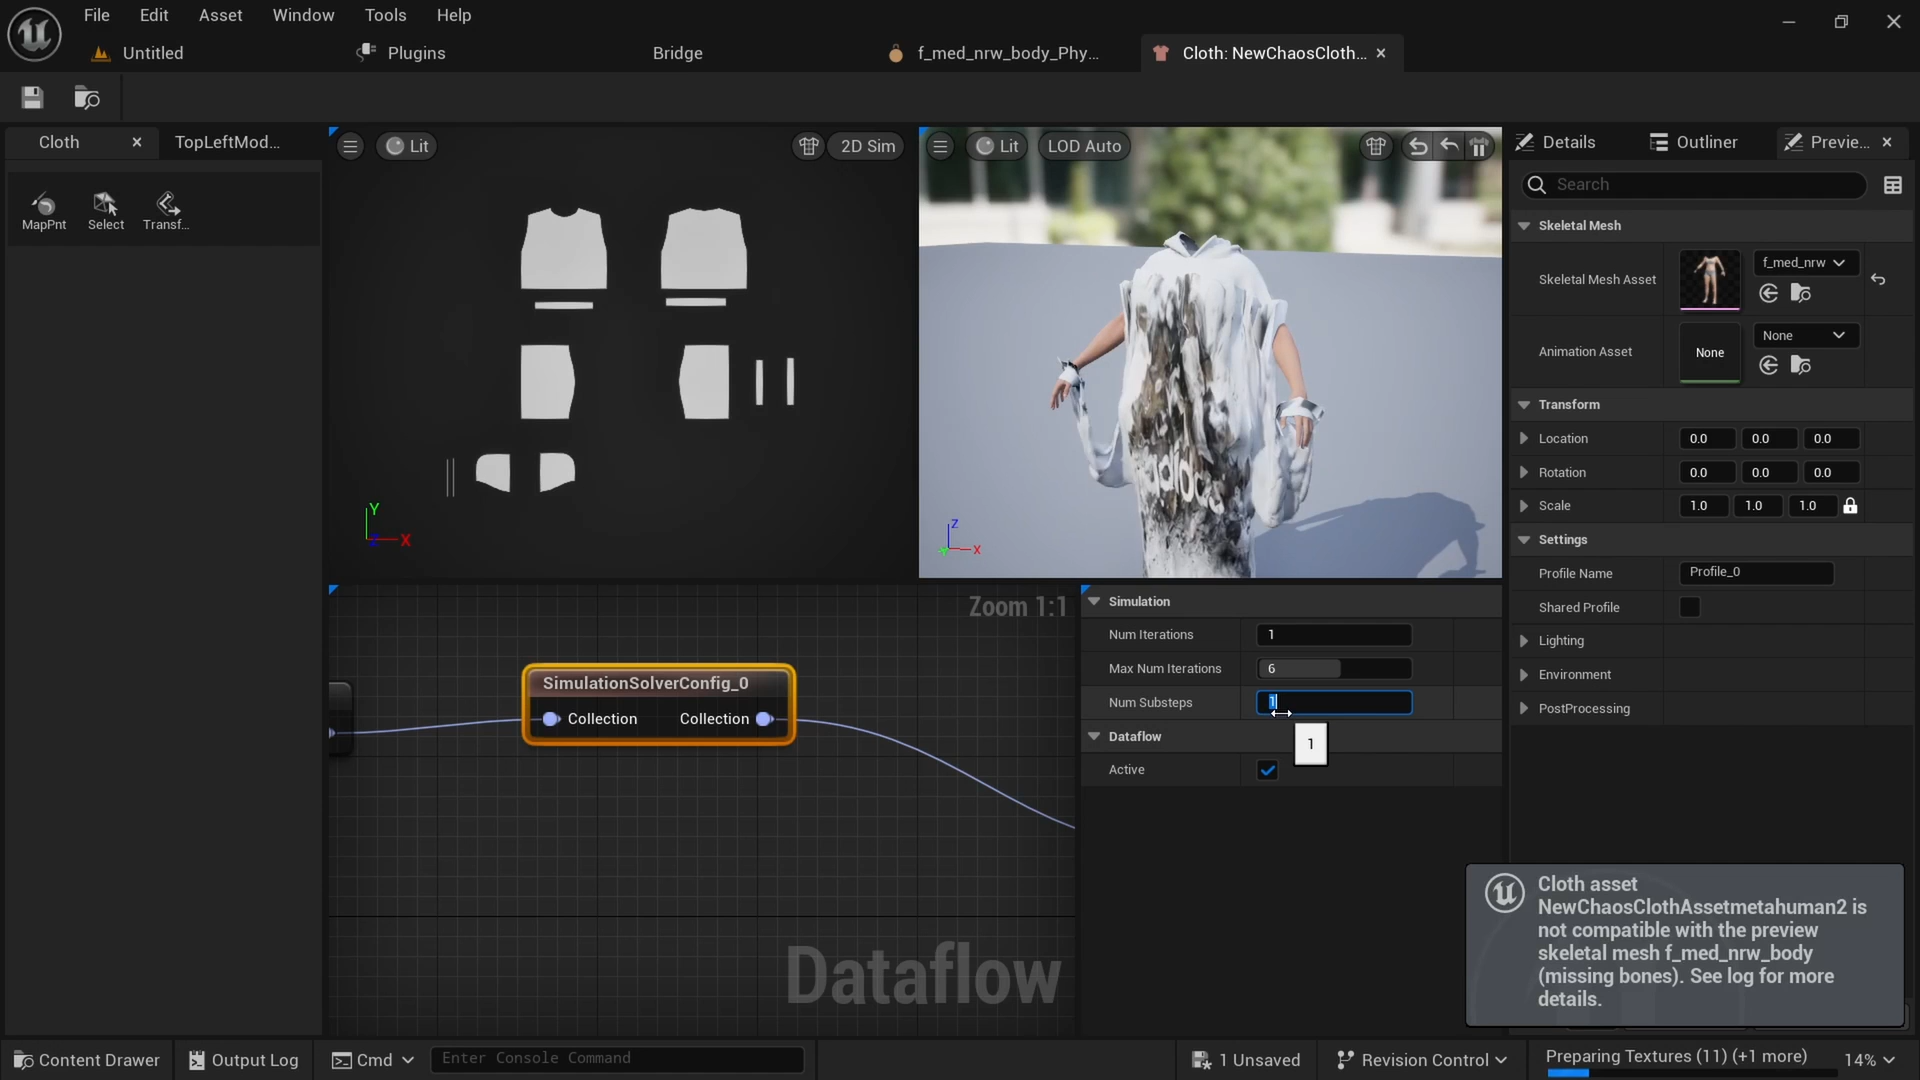 File
Edit
Asset
Window
Tools
Help
Untitled
Plugins
Bridge
f_med_nrw_body_Phy...
Cloth: NewChaosCloth...
Cloth
TopLeftMod...
MapPnt
Select
Transf...
Lit
2D Sim
Lit
LOD Auto
Y
X
Z
Y
X
Details
Outliner
Previe...
Search
Skeletal Mesh
Skeletal Mesh Asset
f_med_nrw
Animation Asset
None
None
Transform
Location
0.0
0.0
0.0
Rotation
0.0
0.0
0.0
Scale
1.0
1.0
1.0
Settings
Profile Name
Profile_0
Shared Profile
Lighting
Environment
PostProcessing
Zoom 1:1
SimulationSolverConfig_0
Collection
Collection
Dataflow
Simulation
Num Iterations
1
Max Num Iterations
6
Num Substeps
1
1
Dataflow
Active
Cloth asset
NewChaosClothAssetmetahuman2 is
not compatible with the preview
skeletal mesh f_med_nrw_body
(missing bones). See log for more
details.
Content Drawer
Output Log
Cmd
Enter Console Command
1 Unsaved
Revision Control
Preparing Textures (11) (+1 more)
14%